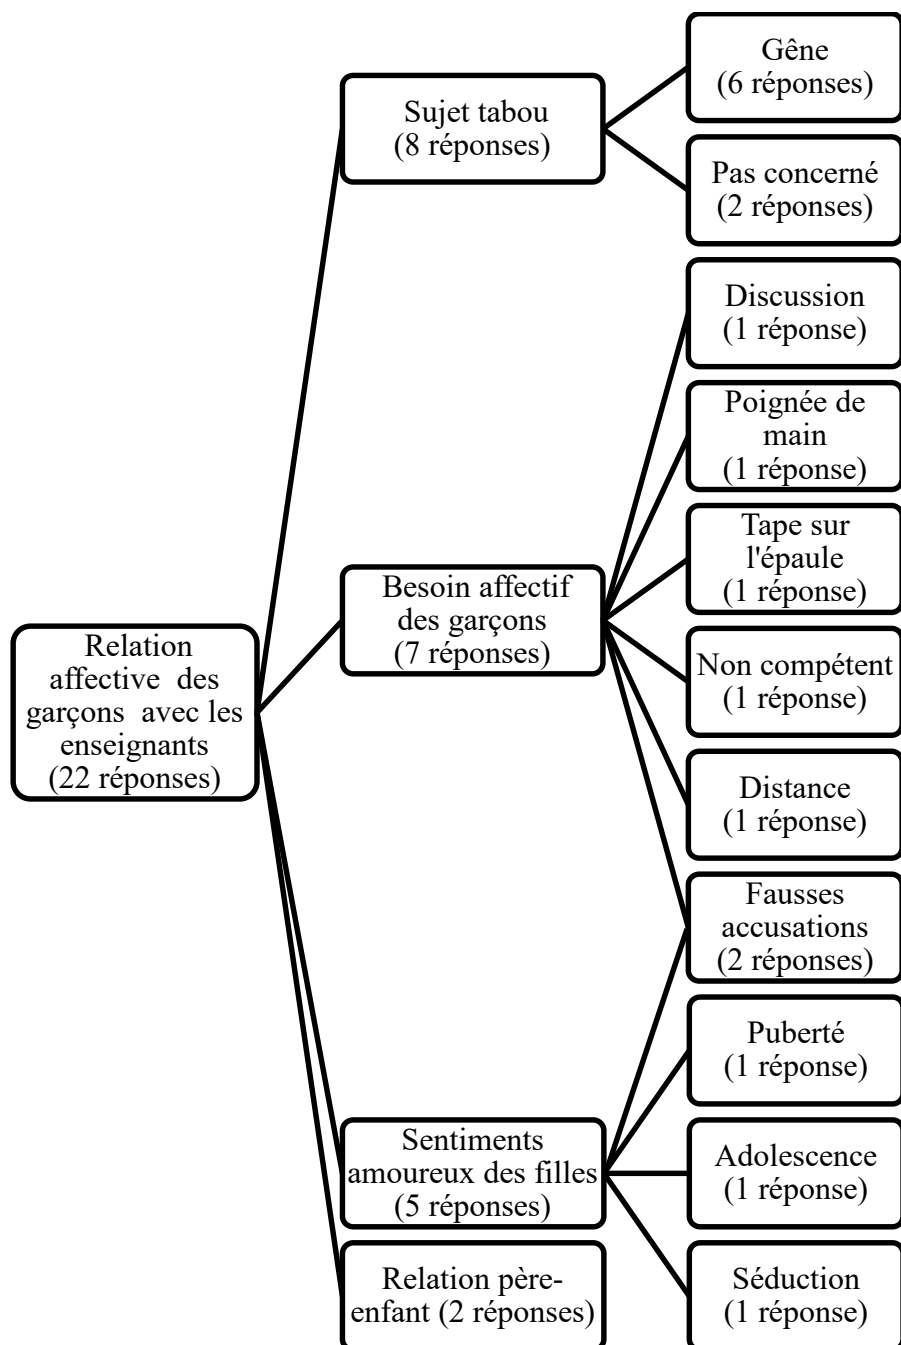 Relation
affective des
garçons avec les
enseignants
(22 réponses)
Sujet tabou
(8 réponses)
Gêne
(6 réponses)
Pas concerné
(2 réponses)
Besoin affectif
des garçons
(7 réponses)
Discussion
(1 réponse)
Poignée de
main
(1 réponse)
Tape sur
l'épaule
(1 réponse)
Non compétent
(1 réponse)
Distance
(1 réponse)
Fausses
accusations
(2 réponses)
Sentiments
amoureux des filles
(5 réponses)
Puberté
(1 réponse)
Adolescence
(1 réponse)
Séduction
(1 réponse)
Relation père-
enfant (2 réponses)